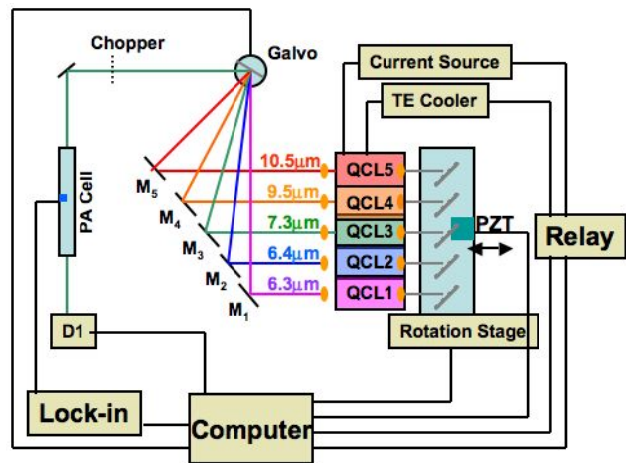 Chopper
Galvo
Current Source
TE Cooler
PA Cell
10.5μm
QCL5
M5
9.5μm
QCL4
M4
7.3μm
QCL3
PZT
M3
Relay
6.4μm
QCL2
M2
6.3μm
QCL1
M1
D1
Rotation Stage
Lock-in
Computer